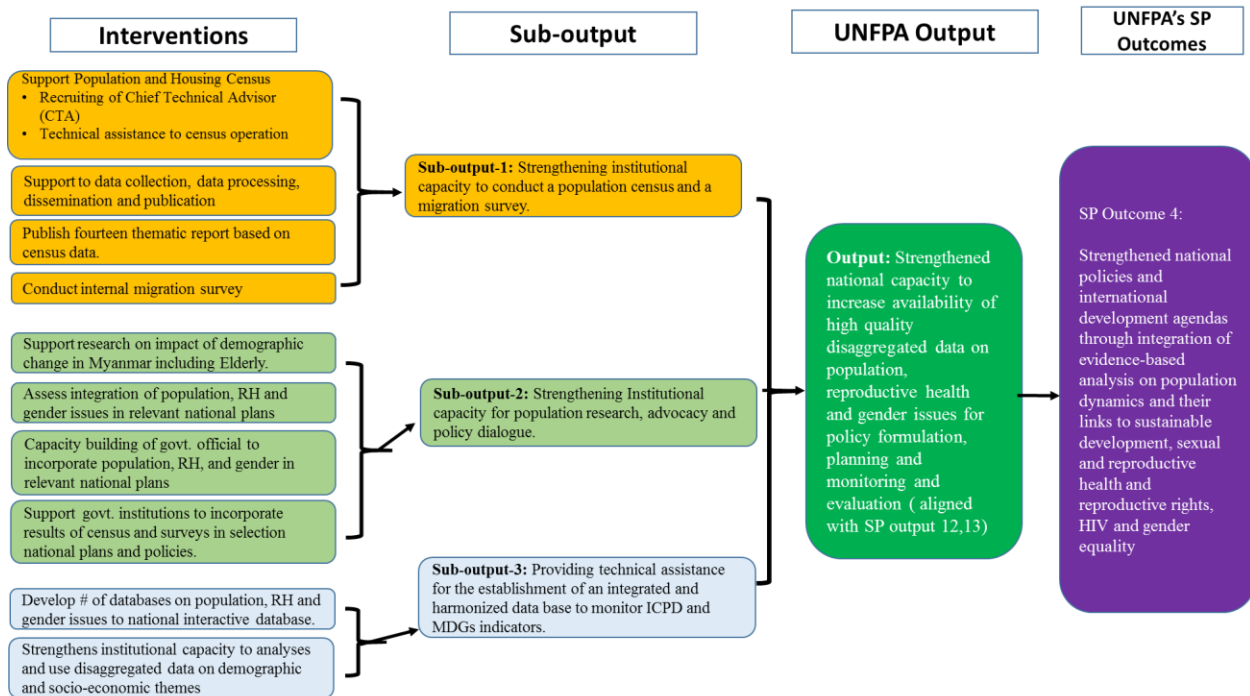 Interventions
Sub-output
UNFPA Output
UNFPA's SP
Outcomes
Support Population and Housing Census
• Recruiting of Chief Technical Advisor
(CTA)
• Technical assistance to census operation
Support to data collection, data processing,
dissemination and publication
Publish fourteen thematic report based on
census data.
Conduct internal migration survey
Support research on impact of demographic
change in Myanmar including Elderly.
Assess integration of population, RH and
gender issues in relevant national plans
Capacity building of govt. official to
incorporate population, RH, and gender in
relevant national plans
Support govt. institutions to incorporate
results of census and surveys in selection
national plans and policies.
Develop # of databases on population, RH and
gender issues to national interactive database.
Strengthens institutional capacity to analyses
and use disaggregated data on demographic
and socio-economic themes
Sub-output-1: Strengthening institutional
capacity to conduct a population census and a
migration survey.
Sub-output-2: Strengthening Institutional
capacity for population research, advocacy and
policy dialogue.
Sub-output-3: Providing technical assistance
for the establishment of an integrated and
harmonized data base to monitor ICPD and
MDGs indicators.
Output: Strengthened
national capacity to
increase availability of
high quality
disaggregated data on
population,
reproductive health
and gender issues for
policy formulation,
planning and
monitoring and
evaluation ( aligned
with SP output 12,13)
SP Outcome 4:
Strengthened national
policies and
international
development agendas
through integration of
evidence-based
analysis on population
dynamics and their
links to sustainable
development, sexual
and reproductive
health and
reproductive rights,
HIV and gender
equality